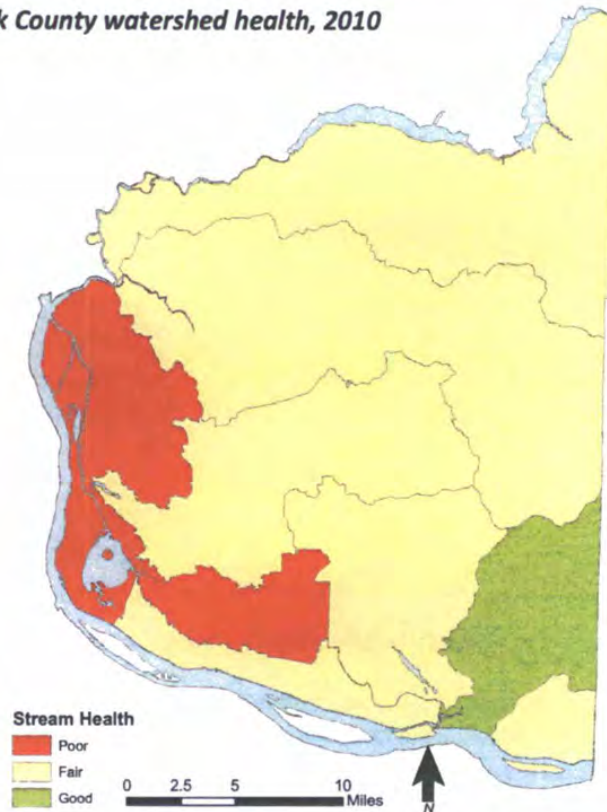 k County watershed health, 2010
Stream Health
Poor
Fair
Good
0 2.5 5 10
Miles
N